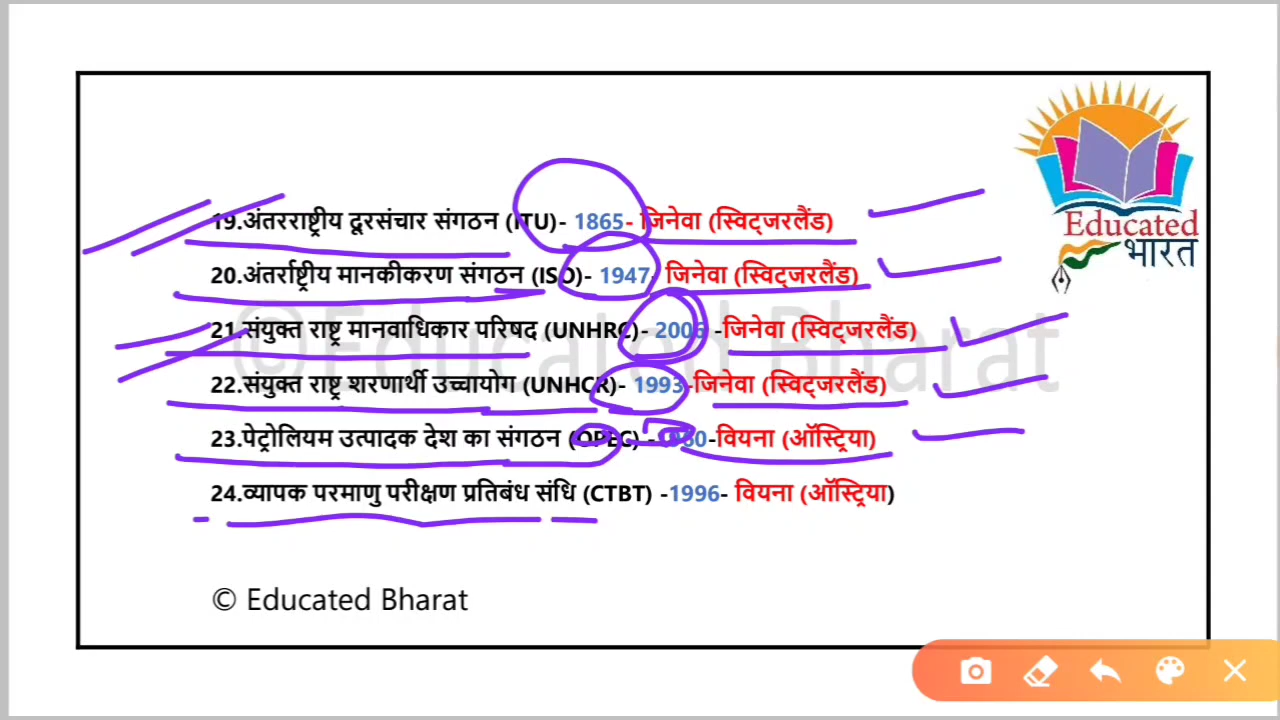 Educated
भारत
19.अंतरराष्ट्रीय दूरसंचार संगठन (ITU)- 1865- जिनेवा (स्विट्जरलैंड)
20.अंतर्राष्ट्रीय मानकीकरण संगठन (ISO)- 1947- जिनेवा (स्विट्जरलैंड)
21.संयुक्त राष्ट्र मानवाधिकार परिषद (UNHRC)- 2006 -जिनेवा (स्विट्जरलैंड)
©Educated Bharat
22.संयुक्त राष्ट्र शरणार्थी उच्चायोग (UNHCR)- 1993-जिनेवा (स्विट्जरलैंड)
23.पेट्रोलियम उत्पादक देश का संगठन (OPEC) -1960-वियना (ऑस्ट्रिया)
24.व्यापक परमाणु परीक्षण प्रतिबंध संधि (CTBT) -1996- वियना (ऑस्ट्रिया)
© Educated Bharat